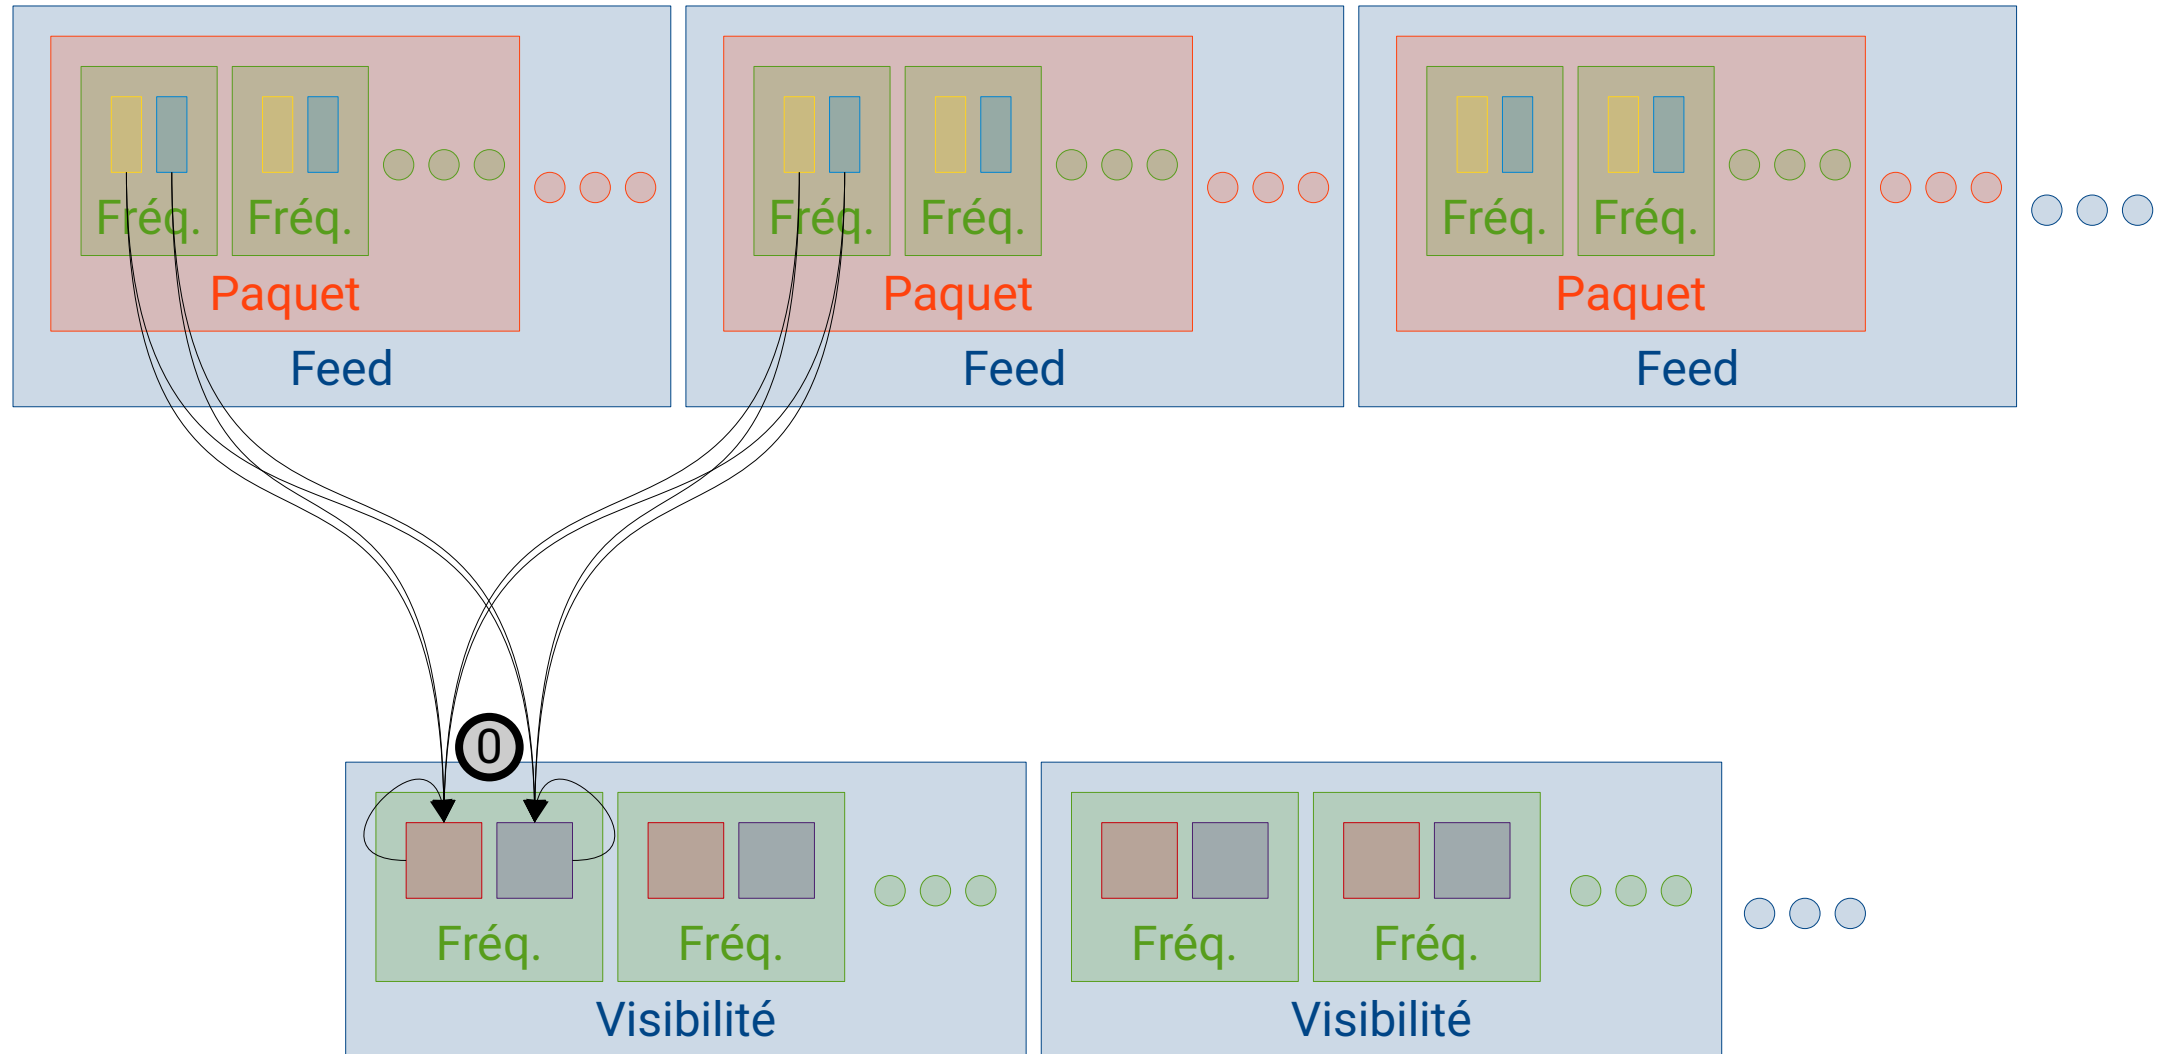 Fréq. Fréq. Fréq. Fréq. Fréq. Fréq.
Paquet Paquet Paquet
Feed Feed Feed
0
Fréq. Fréq. Fréq. Fréq.
Visibilité Visibilité